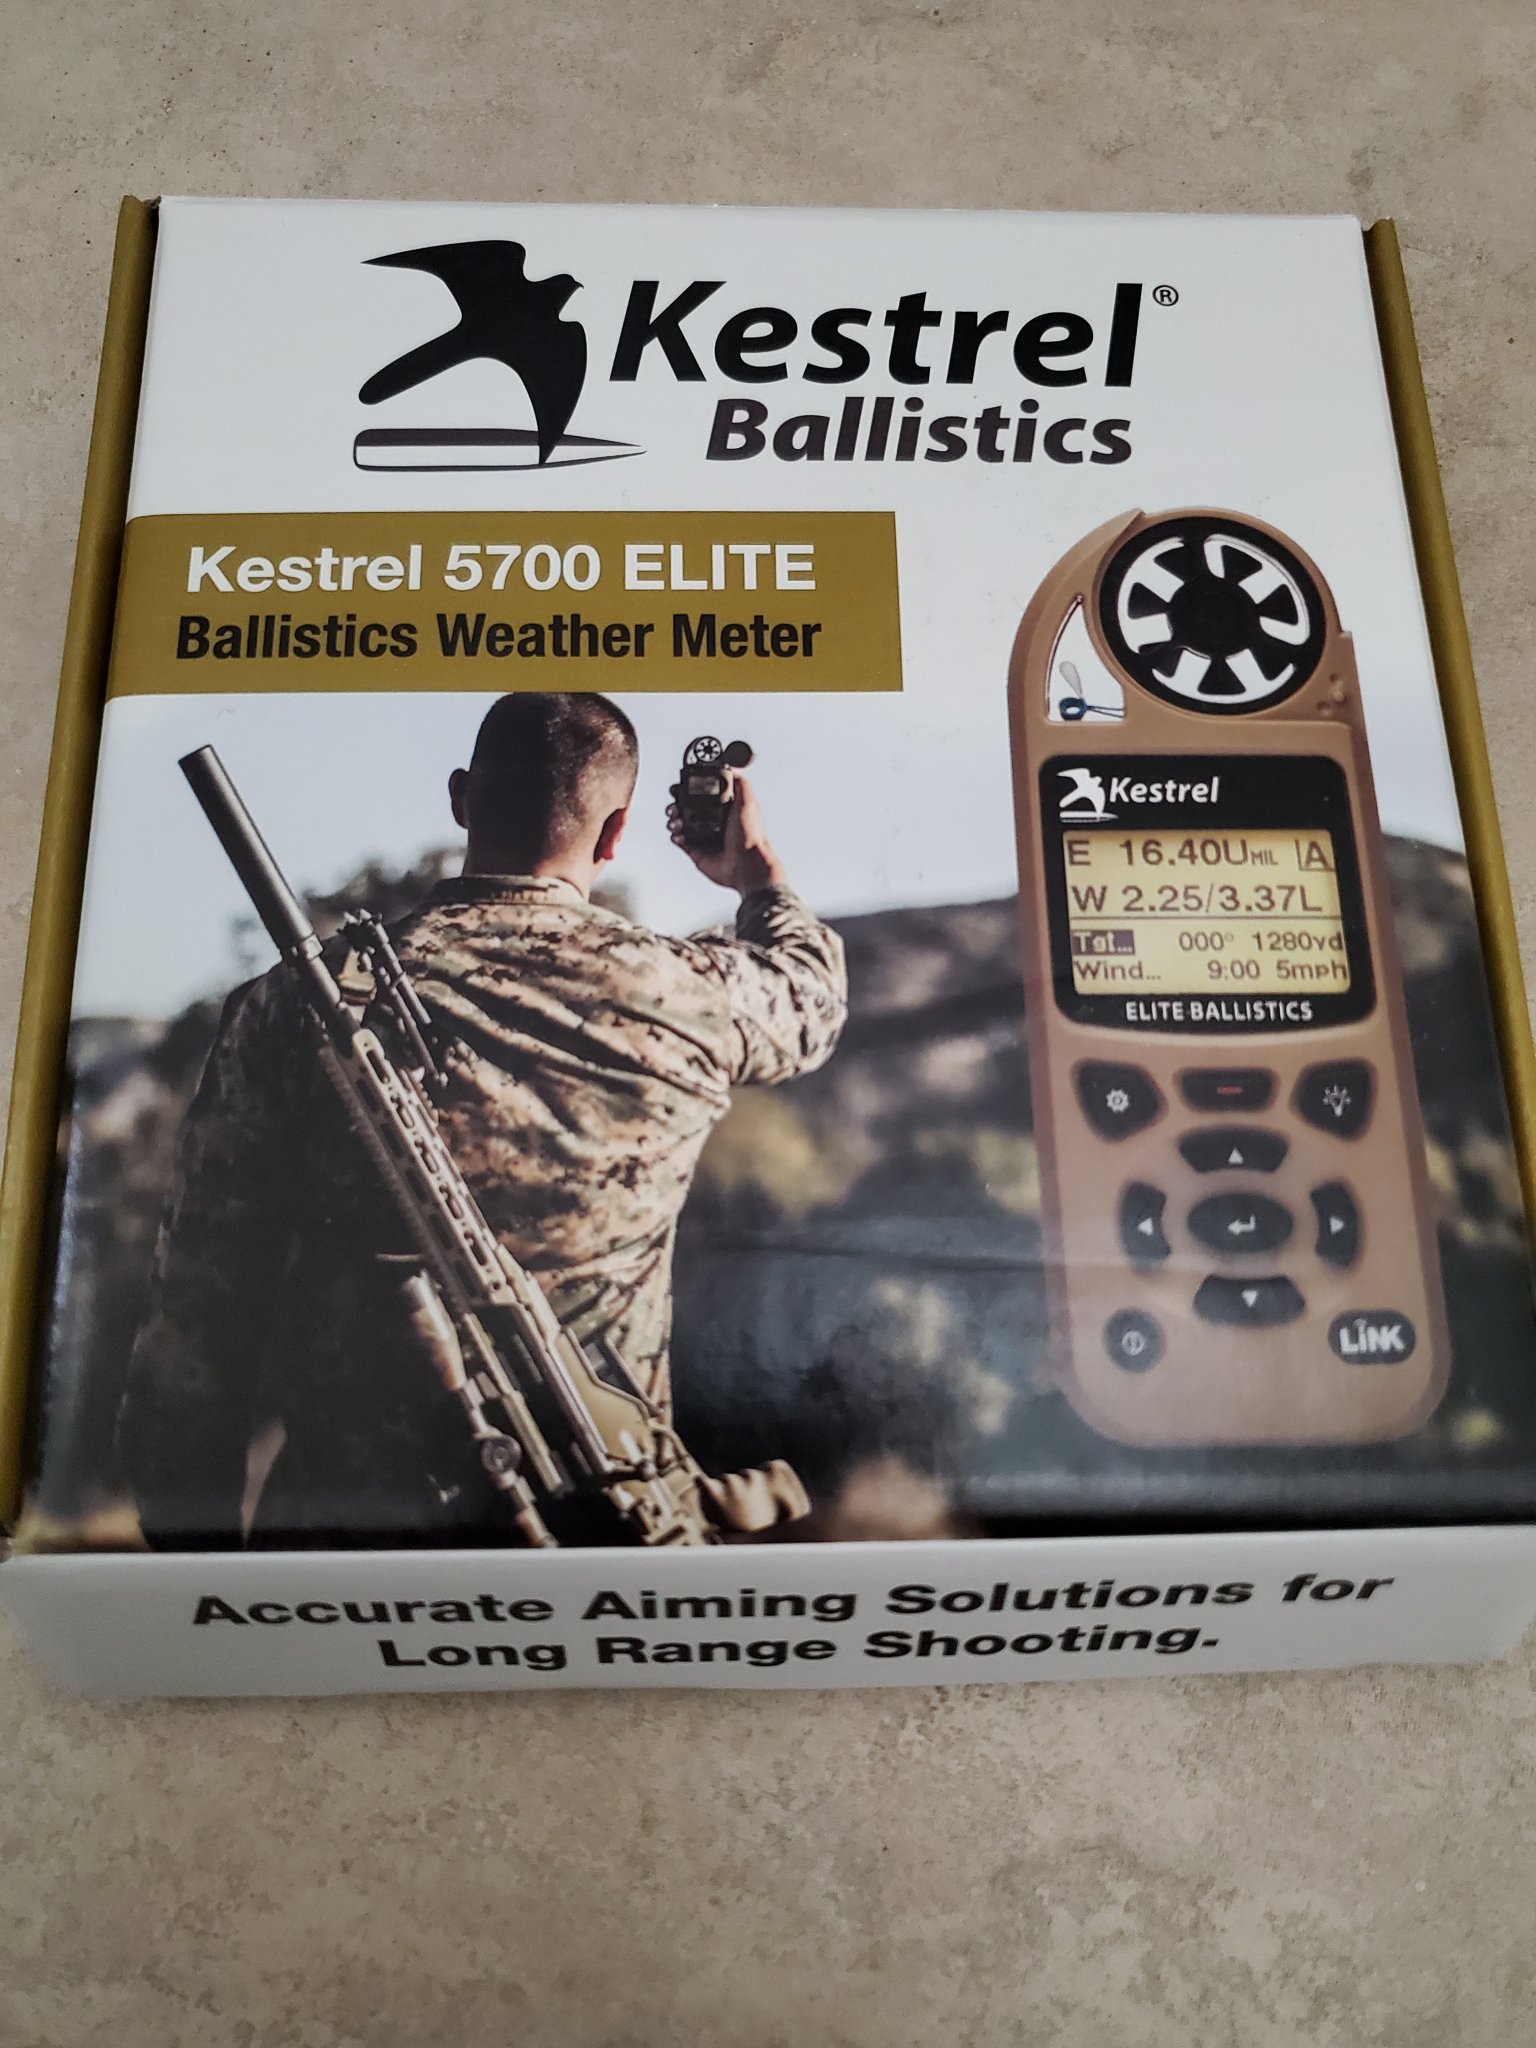 Kestrel®
Ballistics
Kestrel 5700 ELITE
Ballistics Weather Meter
Kestrel
E 16.40UMIL A
W 2.25/3.37L
Tgt... 000° 1280yd
Wind... 9:00 5mph
ELITE BALLISTICS
LiNK
Accurate Aiming Solutions for
Long Range Shooting.